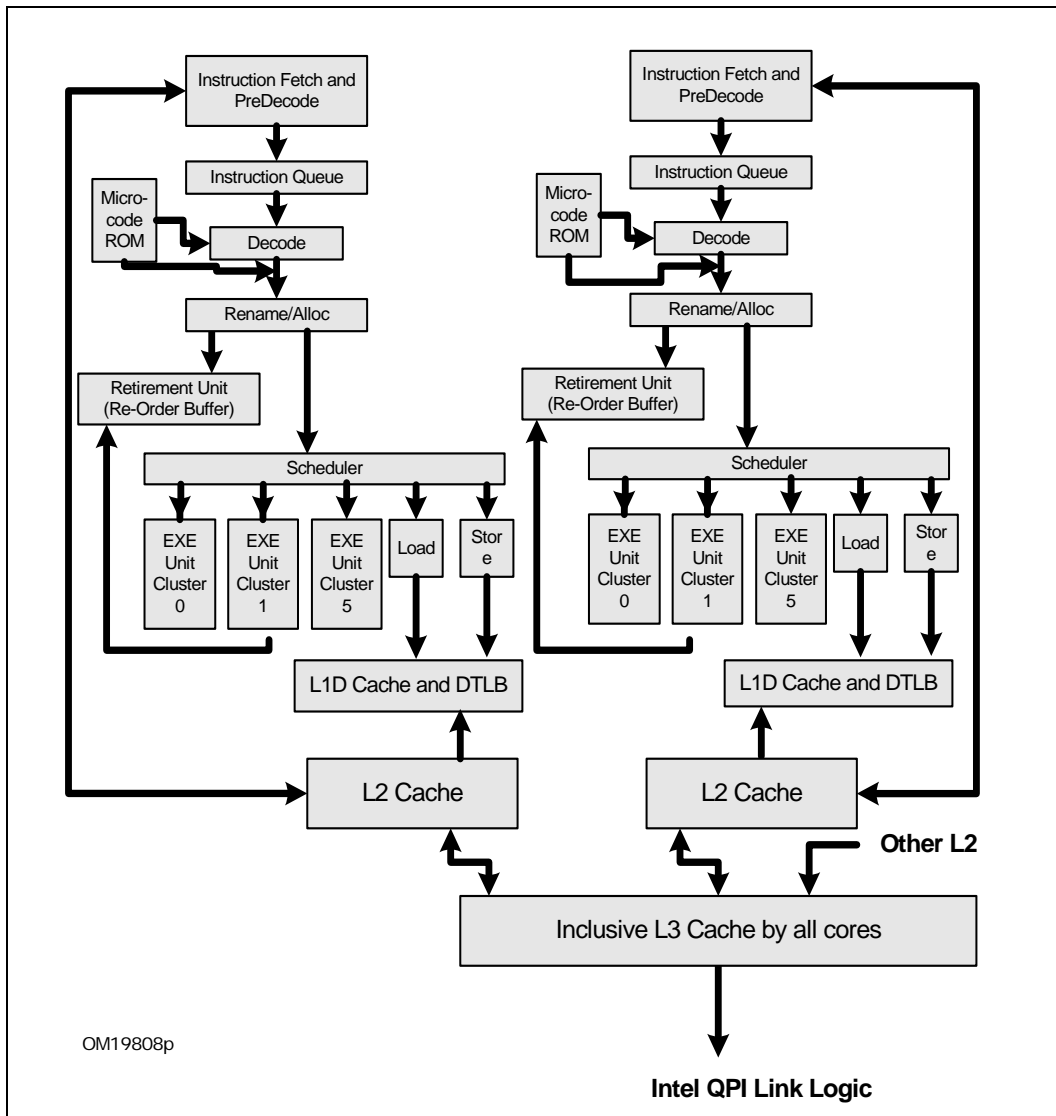 Instruction Fetch and
PreDecode
Instruction Queue
Micro-
code
ROM
Decode
Rename/Alloc
Retirement Unit
(Re-Order Buffer)
Scheduler
EXE
Unit
Cluster
0
EXE
Unit
Cluster
1
EXE
Unit
Cluster
5
Load
Stor
e
L1D Cache and DTLB
L2 Cache
Instruction Fetch and
PreDecode
Instruction Queue
Micro-
code
ROM
Decode
Rename/Alloc
Retirement Unit
(Re-Order Buffer)
Scheduler
EXE
Unit
Cluster
0
EXE
Unit
Cluster
1
EXE
Unit
Cluster
5
Load
Stor
e
L1D Cache and DTLB
L2 Cache
Other L2
Inclusive L3 Cache by all cores
OM19808p
Intel QPI Link Logic